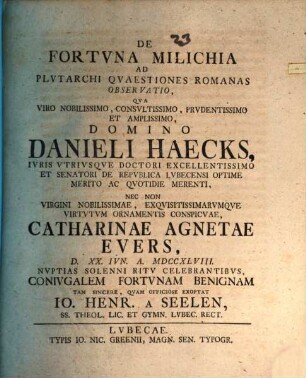 23
DE
FORTVNA MILICHIA
AD
PLVTARCHI QVAESTIONES ROMANAS
OBSERVATIO,
QVA
VIRO NOBILISSIMO, CONSVLTISSIMO, PRVDENTISSIMO
ET AMPLISSIMO,
DOMINO
DANIELI HAECKS,
IVRIS VTRIVSQVE DOCTORI EXCELLENTISSIMO
ET SENATORI DE REPVBLICA LVBECENSI OPTIME
MERITO AC QVOTIDIE MERENTI,
NEC NON
VIRGINI NOBILISSIMAE, EXQVISITISSIMARVMQVE
VIRTVTVM ORNAMENTIS CONSPICVAE,
CATHARINAE AGNETAE
EVERS,
D. XX. IVN. A. MDCCXLVIII.
NVPTIAS SOLENNI RITV CELEBRANTIBVS,
CONIVGALEM FORTVNAM BENIGNAM
TAM SINCERE, QVAM OFFICIOSE EXOPTAT
IO. HENR. A SEELEN,
SS. THEOL. LIC. ET GYMN. LVBEC. RECT.
LVBECAE.
TYPIS IO. NIC. GREENII, MAGN. SEN. TYPOGR.